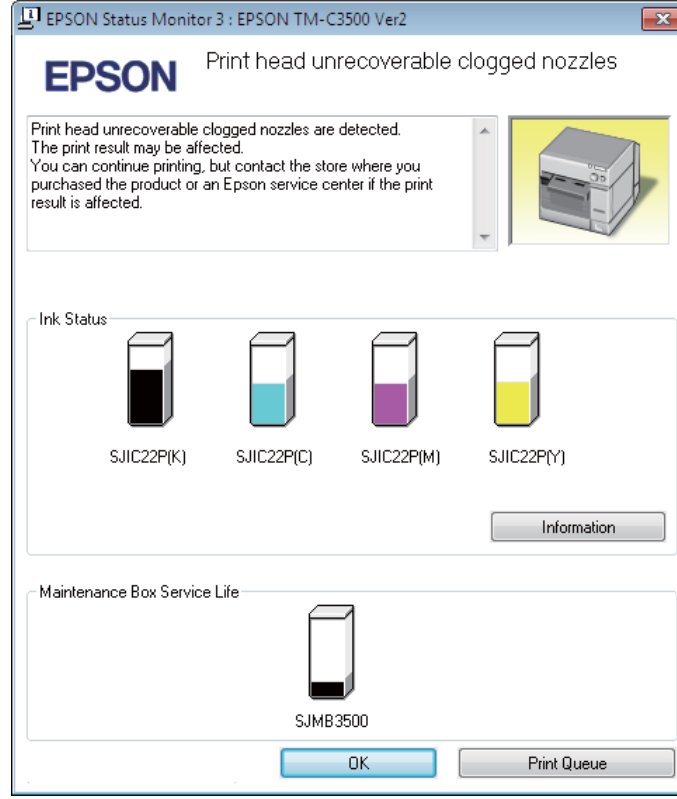 EPSON Status Monitor 3 : EPSON TM-C3500 Ver2
EPSON
Print head unrecoverable clogged nozzles
Print head unrecoverable clogged nozzles are detected.
The print result may be affected.
You can continue printing, but contact the store where you
purchased the product or an Epson service center if the print
result is affected.
Ink Status
SJIC22P(K)
SJIC22P(C)
SJIC22P(M)
SJIC22P(Y)
Information
Maintenance Box Service Life
SJMB3500
OK
Print Queue